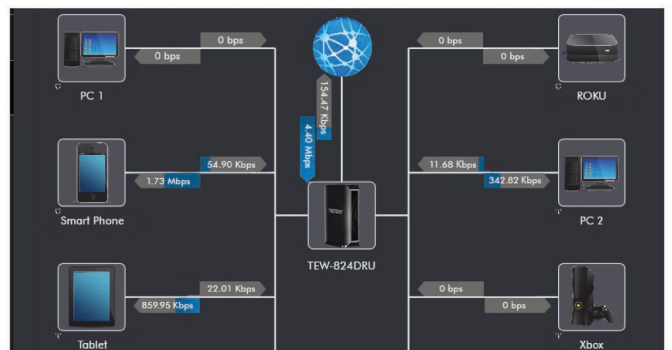 0 bps
0 bps
PC 1
154.47 Kbps
4.40 Mbps
0 bps
0 bps
ROKU
54.90 Kbps
1.73 Mbps
Smart Phone
TRENDNET
TEW-824DRU
11.68 Kbps
342.82 Kbps
PC 2
22.01 Kbps
859.95 Kbps
Tablet
0 bps
0 bps
Xbox